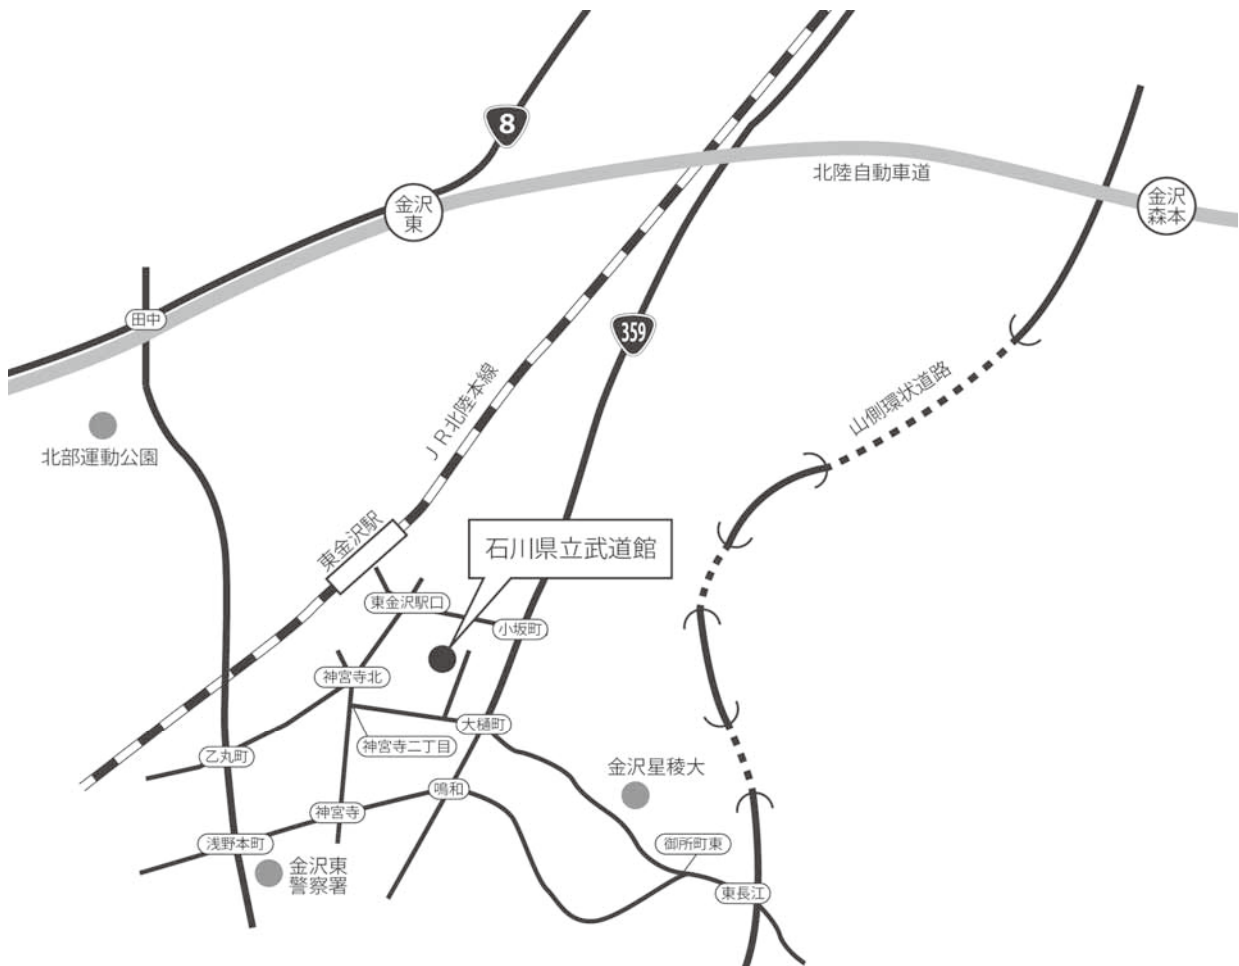 8
北陸自動車道
金沢
東
金沢
森本
田中
359
山側環状道路
ＪＲ北陸本線
北部運動公園
東金沢駅
石川県立武道館
東金沢駅口
小坂町
神宮寺北
大樋町
神宮寺二丁目
乙丸町
金沢星稜大
鳴和
神宮寺
浅野本町
御所町東
金沢東
警察署
東長江